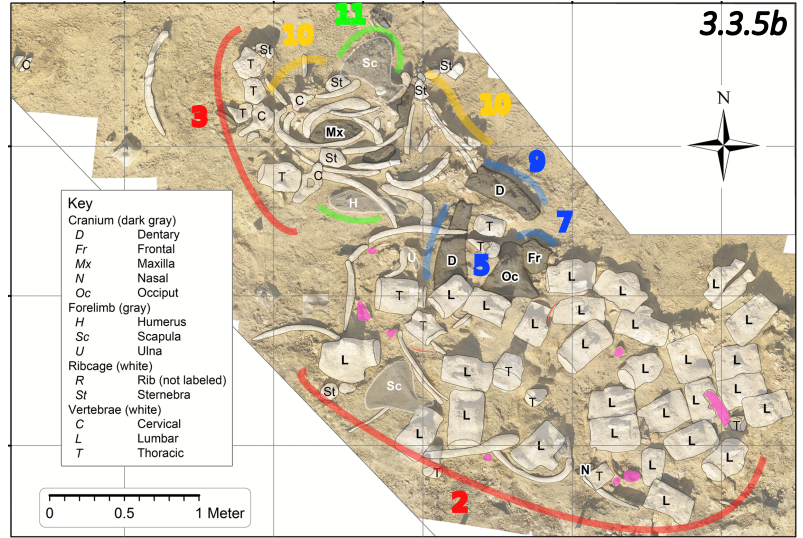 3.3.5b
11
10
St
T
Sc
St
C
St
St
10
N
T
C
3
T
C
Mx
St
9
C
T
D
H
7
T
T
U
D
5
Fr
Oc
L
L
T
L
L
L
L
T
L
L
L
L
L
L
L
L
T
L
St
Sc
T
L
L
L
L
L
L
L
T
L
L
L
L
T
L
N
T
L
2
L
Key
Cranium (dark gray)
D Dentary
Fr Frontal
Mx Maxilla
N Nasal
Oc Occiput
Forelimb (gray)
H Humerus
Sc Scapula
U Ulna
Ribcage (white)
R Rib (not labeled)
St Sternebra
Vertebrae (white)
C Cervical
L Lumbar
T Thoracic
0 0.5 1 Meter